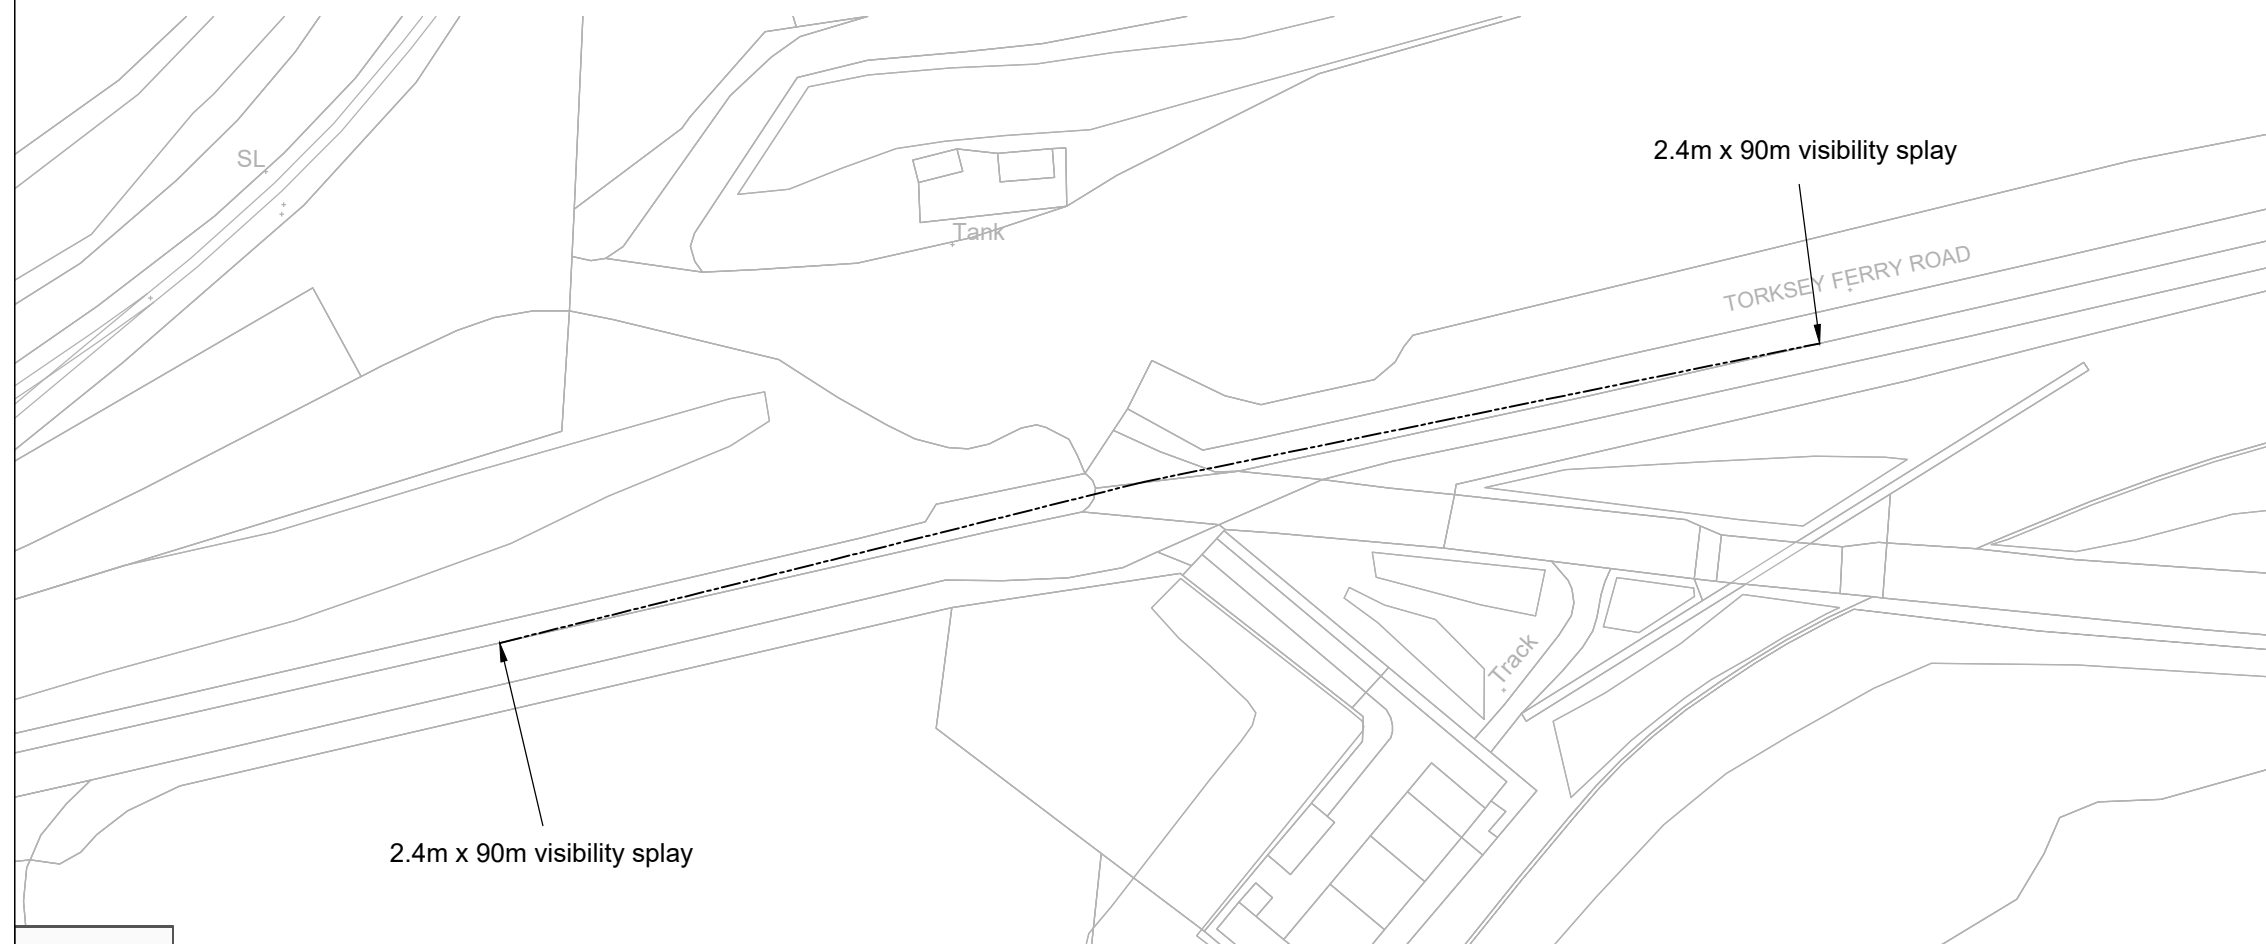 2.4m x 90m visibility splay
SL
Tank
TORKSEY FERRY ROAD
Track
2.4m x 90m visibility splay